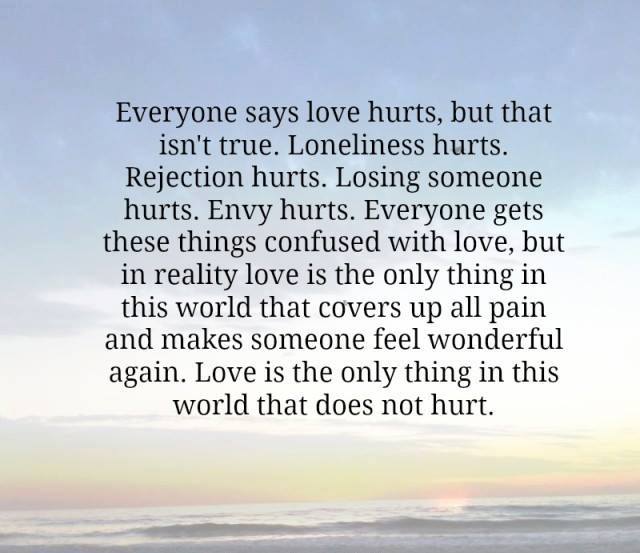 Everyone says love hurts, but that
isn't true. Loneliness hurts.
Rejection hurts. Losing someone
hurts. Envy hurts. Everyone gets
these things confused with love, but
in reality love is the only thing in
this world that covers up all pain
and makes someone feel wonderful
again. Love is the only thing in this
world that does not hurt.